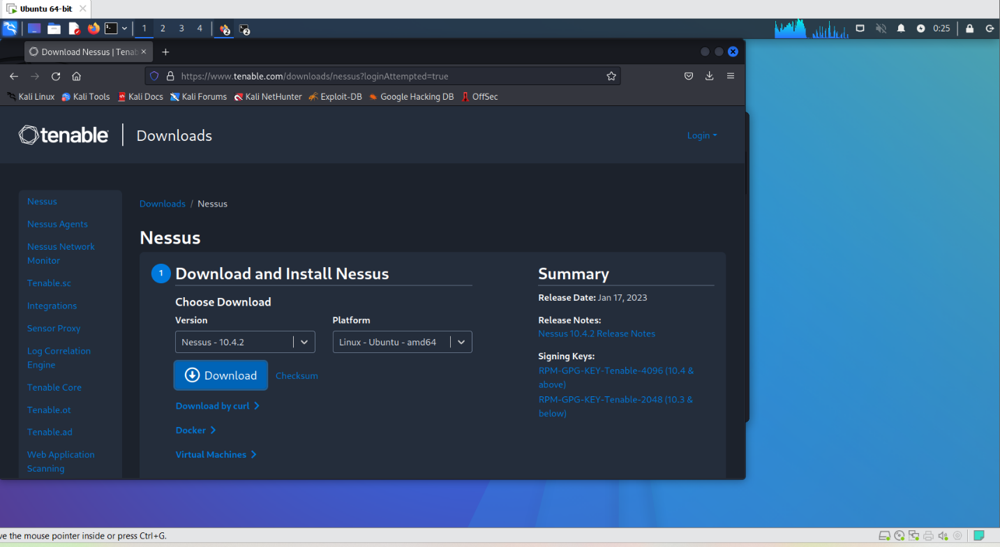 Ubuntu 64-bit
1 2 3 4
2
2
0:25
Download Nessus | Tenab
https://www.tenable.com/downloads/nessus?loginAttempted=true
Kali Linux Kali Tools Kali Docs Kali Forums Kali NetHunter Exploit-DB Google Hacking DB OffSec
tenable Downloads
Login
Nessus
Nessus Agents
Nessus Network
Monitor
Tenable.sc
Integrations
Sensor Proxy
Log Correlation
Engine
Tenable Core
Tenable.ot
Tenable.ad
Web Application
Scanning
Downloads / Nessus
Nessus
1 Download and Install Nessus
Choose Download
Version Platform
Nessus - 10.4.2 Linux - Ubuntu - amd64
Download Checksum
Download by curl
Docker
Virtual Machines
Summary
Release Date: Jan 17, 2023
Release Notes:
Nessus 10.4.2 Release Notes
Signing Keys:
RPM-GPG-KEY-Tenable-4096 (10.4 &
above)
RPM-GPG-KEY-Tenable-2048 (10.3 &
below)
ve the mouse pointer inside or press Ctrl+G.